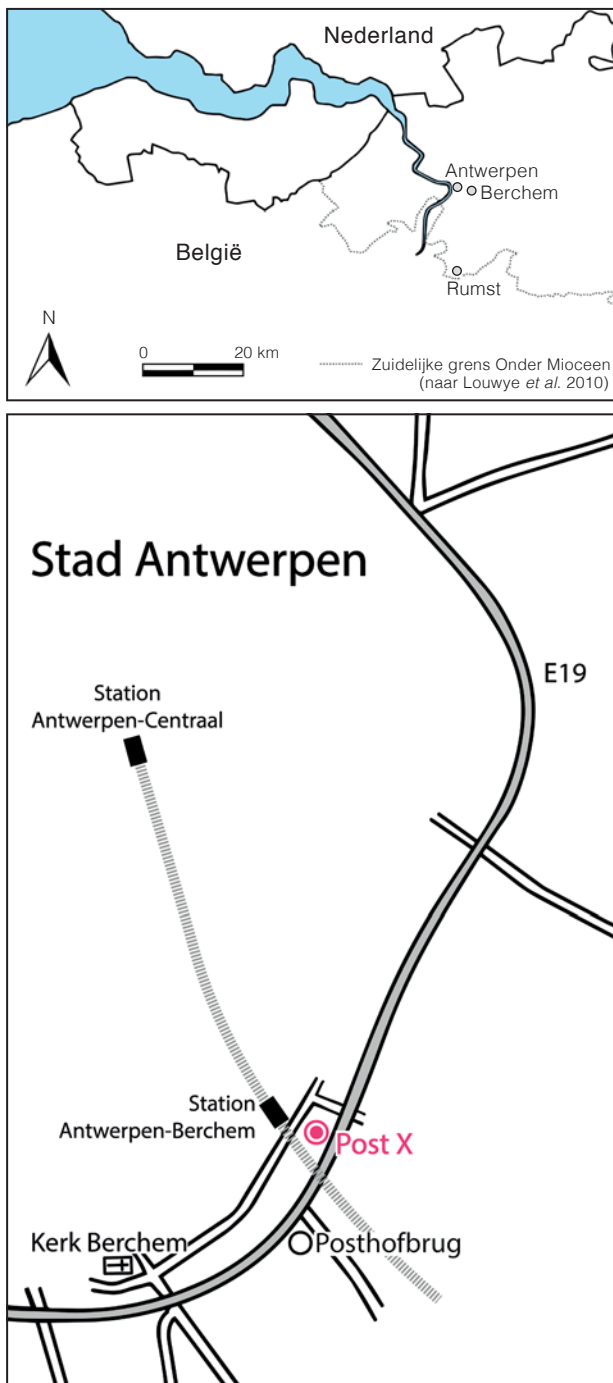 Nederland
Antwerpen
Berchem
België
Rumst
N
0 20 km
Zuidelijke grens Onder Mioceen
(naar Louwye et al. 2010)
Stad Antwerpen
E19
Station
Antwerpen-Centraal
Station
Antwerpen-Berchem
Post X
Kerk Berchem
Posthofbrug